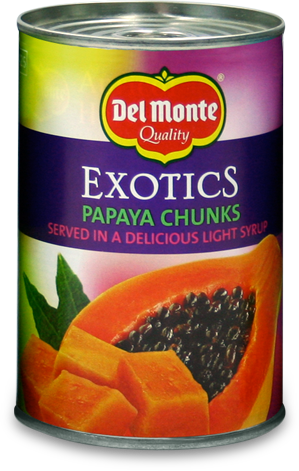 Del Monte
®
Quality
EXOTICS
PAPAYA CHUNKS
SERVED IN A DELICIOUS LIGHT SYRUP